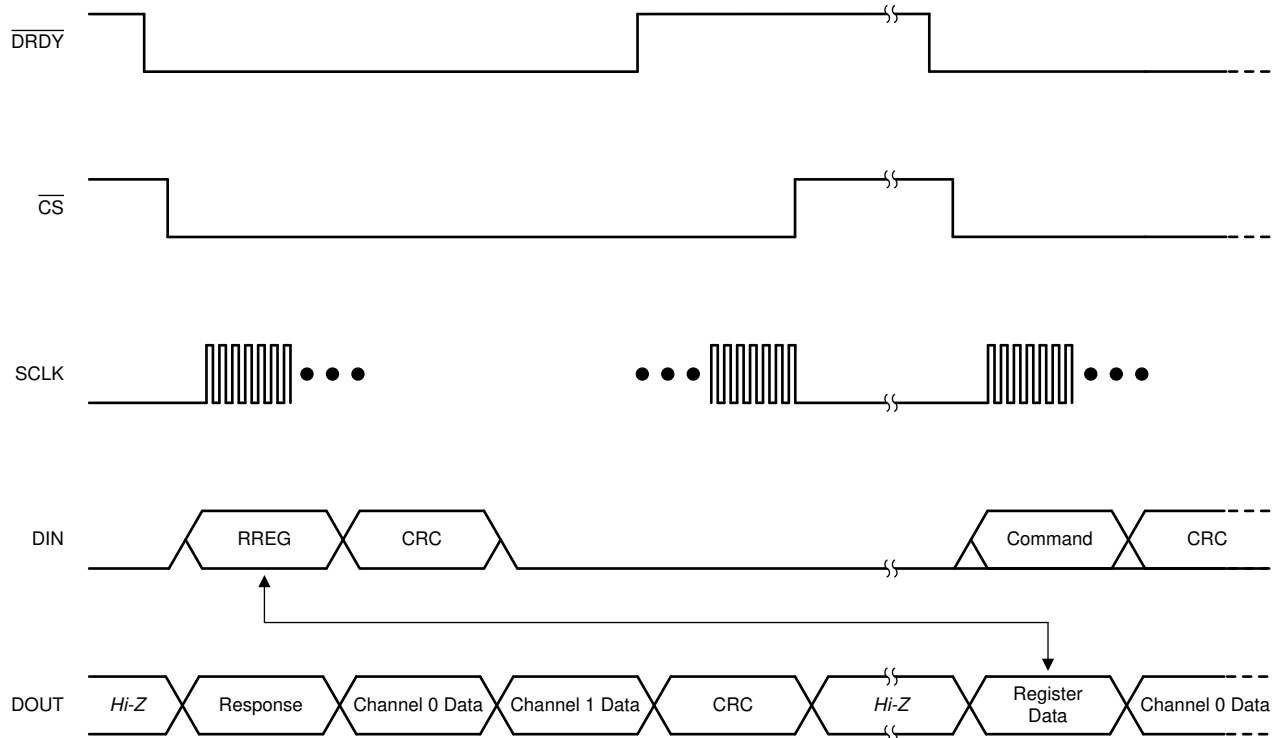 DRDY
CS
SCLK
DIN
RREG
CRC
Command
CRC
DOUT
Hi-Z
Response
Channel 0 Data
Channel 1 Data
CRC
Hi-Z
Register
Data
Channel 0 Data